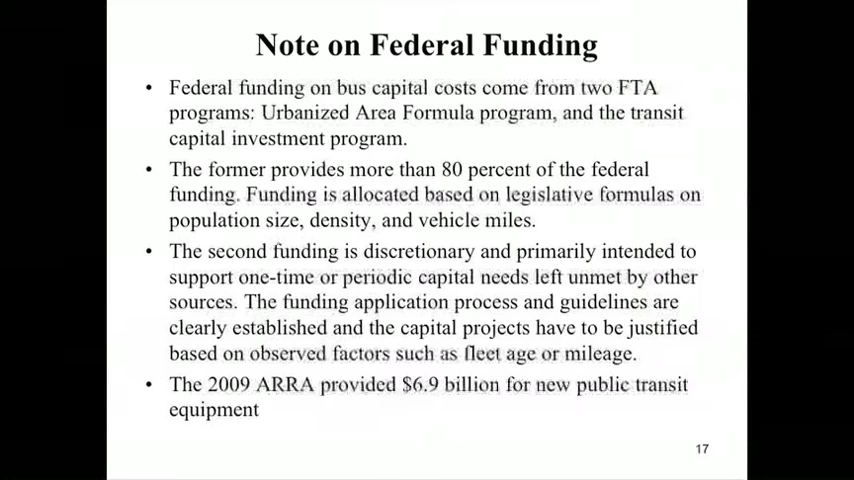 Note on Federal Funding
• Federal funding on bus capital costs come from two FTA
programs: Urbanized Area Formula program, and the transit
capital investment program.
• The former provides more than 80 percent of the federal
funding. Funding is allocated based on legislative formulas on
population size, density, and vehicle miles.
• The second funding is discretionary and primarily intended to
support one-time or periodic capital needs left unmet by other
sources. The funding application process and guidelines are
clearly established and the capital projects have to be justified
based on observed factors such as fleet age or mileage.
• The 2009 ARRA provided $6.9 billion for new public transit
equipment
17